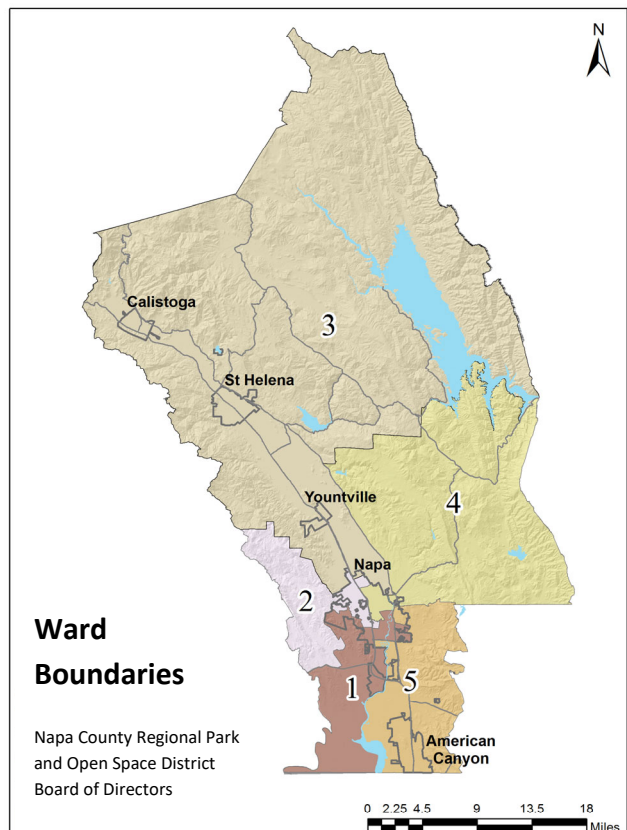 N
Calistoga
3
St Helena
4
Yountville
Napa
2
Ward
Boundaries
1
5
Napa County Regional Park
and Open Space District
Board of Directors
American
Canyon
0 2.25 4.5 9 13.5 18
Miles